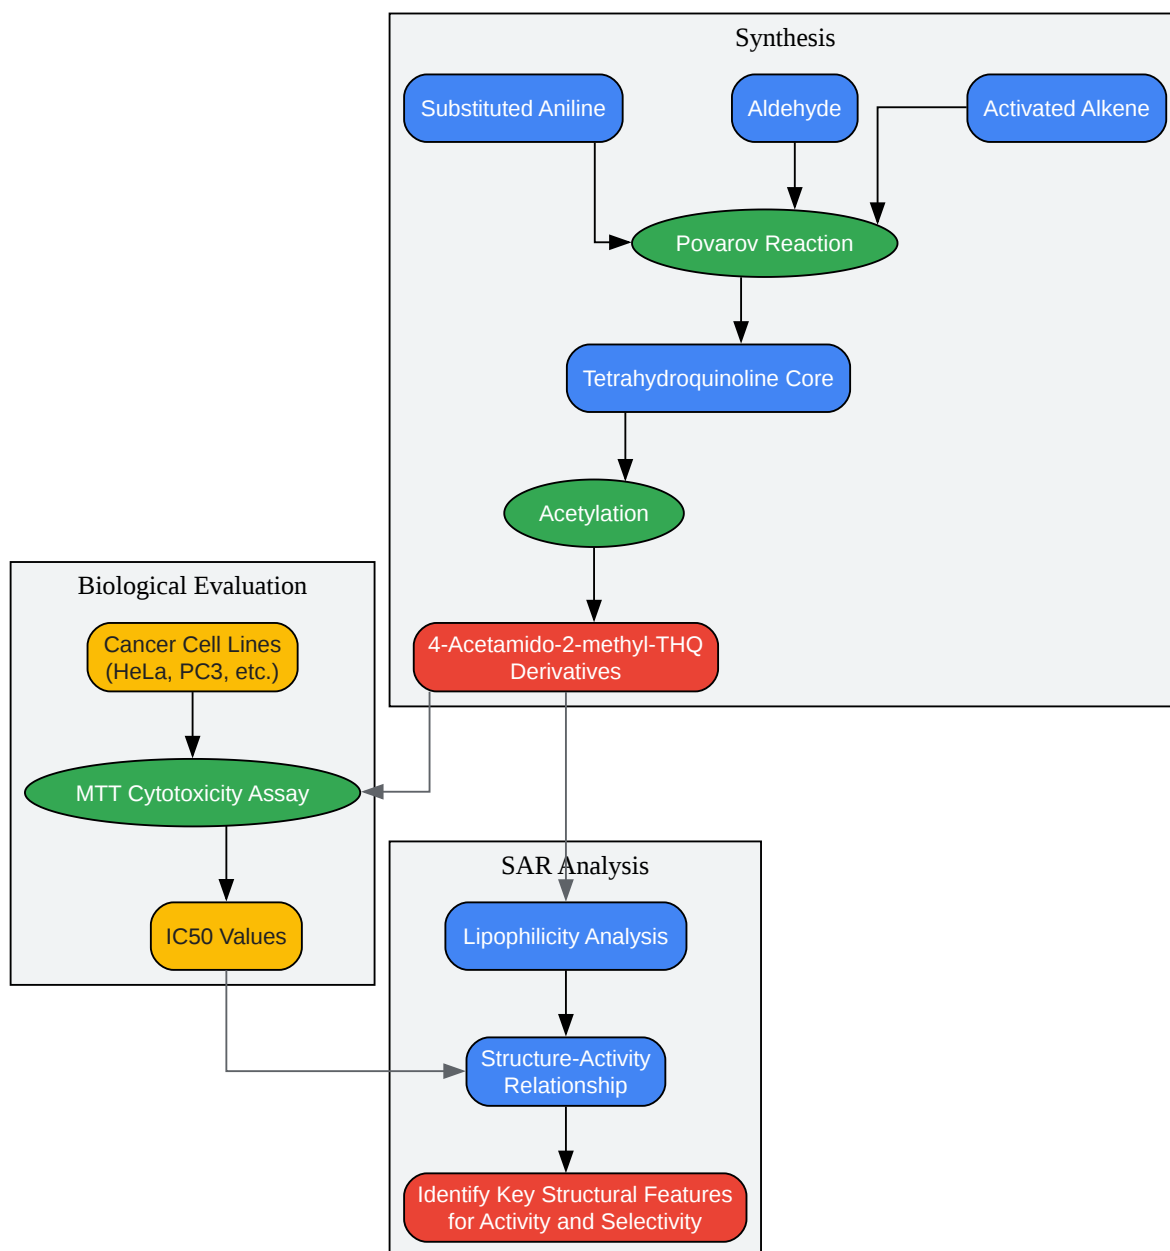 Synthesis
Substituted Aniline
Aldehyde
Activated Alkene
Povarov Reaction
Tetrahydroquinoline Core
Acetylation
4-Acetamido-2-methyl-THQ
Derivatives
Biological Evaluation
Cancer Cell Lines
(HeLa, PC3, etc.)
MTT Cytotoxicity Assay
IC50 Values
SAR Analysis
Lipophilicity Analysis
Structure-Activity
Relationship
Identify Key Structural Features
for Activity and Selectivity